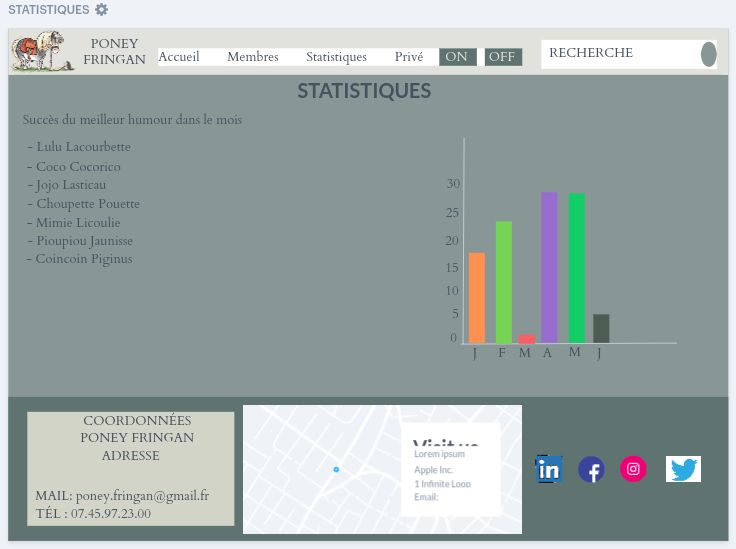 STATISTIQUES
PONEY
FRINGAN
Accueil Membres Statistiques Privé ON OFF RECHERCHE
STATISTIQUES
Succès du meilleur humour dans le mois
- Lulu Lacourbette
- Coco Cocorico
- Jojo Lasticau
- Choupette Pouette
- Mimie Licoulie
- Pioupiou Jaunisse
- Coincoin Piginus
30
25
20
15
10
5
0
J F M A M J
COORDONNÉES
PONEY FRINGAN
ADRESSE
MAIL: poney.fringan@gmail.fr
TÉL : 07.45.97.23.00
Visit us
Lorem ipsum
Apple Inc.
1 Infinite Loop
Email:
in
f